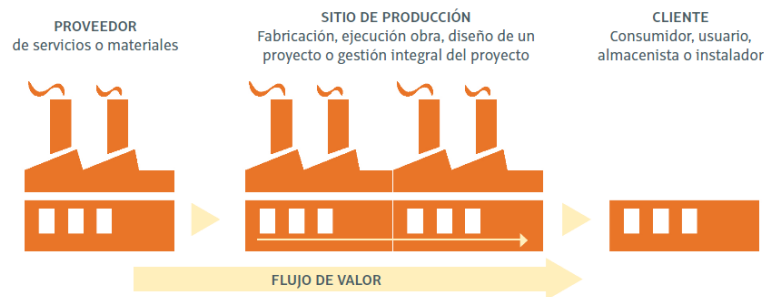 PROVEEDOR
de servicios o materiales
SITIO DE PRODUCCIÓN
Fabricación, ejecución obra, diseño de un
proyecto o gestión integral del proyecto
CLIENTE
Consumidor, usuario,
almacenista o instalador
FLUJO DE VALOR